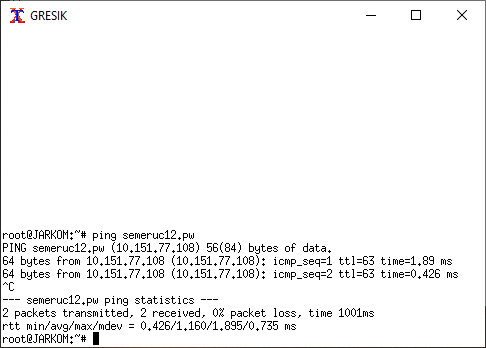 GRESIK
root@JARKOM:~# ping semeruc12.pw
PING semeruc12.pw (10.151.77.108) 56(84) bytes of data.
64 bytes from 10.151.77.108 (10.151.77.108): icmp_seq=1 ttl=63 time=1.89 ms
64 bytes from 10.151.77.108 (10.151.77.108): icmp_seq=2 ttl=63 time=0.426 ms
^C
--- semeruc12.pw ping statistics ---
2 packets transmitted, 2 received, 0% packet loss, time 1001ms
rtt min/avg/max/mdev = 0.426/1.160/1.895/0.735 ms
root@JARKOM:~#